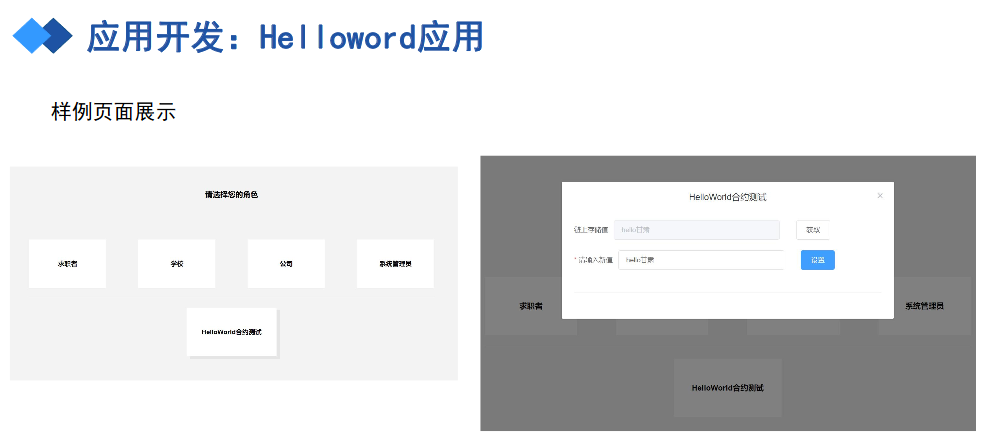 应用开发：Helloword应用
样例页面展示
请选择您的角色
求职者
学校
公司
系统管理员
HelloWorld合约测试
HelloWorld合约测试
×
链上存储值
hello甘肃
获取
* 请输入新值
hello甘肃
设置
求职者
系统管理员
HelloWorld合约测试